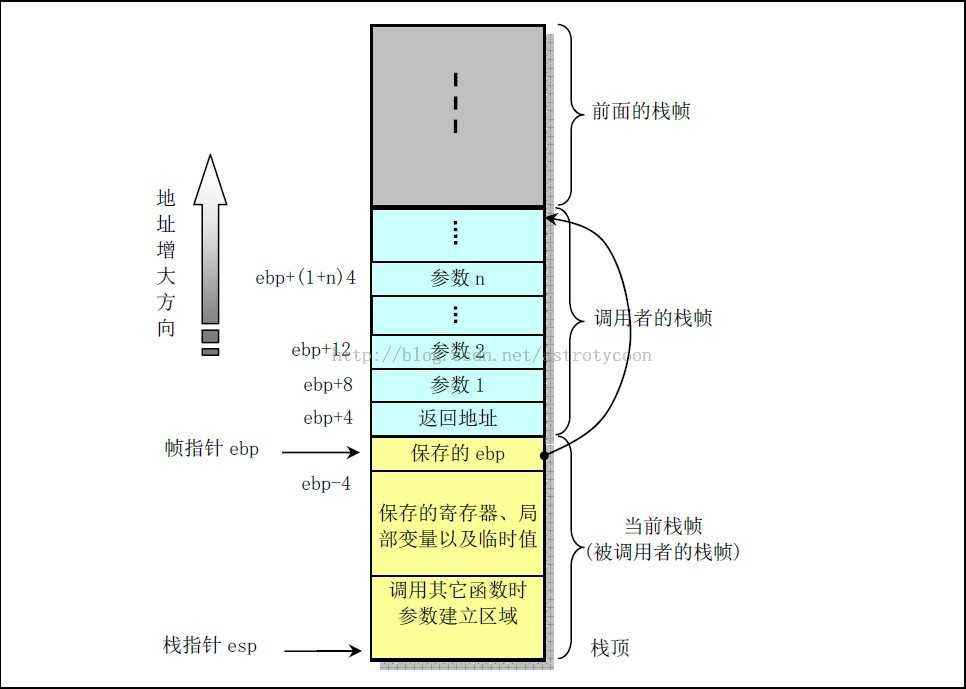 前面的栈帧
地址增大方向
ebp+(1+n)4
参数 n
调用者的栈帧
ebp+12
参数 2
http://blog.csdn.net/astrotycoon
ebp+8
参数 1
ebp+4
返回地址
帧指针 ebp
保存的 ebp
ebp-4
保存的寄存器、局
部变量以及临时值
当前栈帧
(被调用者的栈帧)
调用其它函数时
参数建立区域
栈指针 esp
栈顶